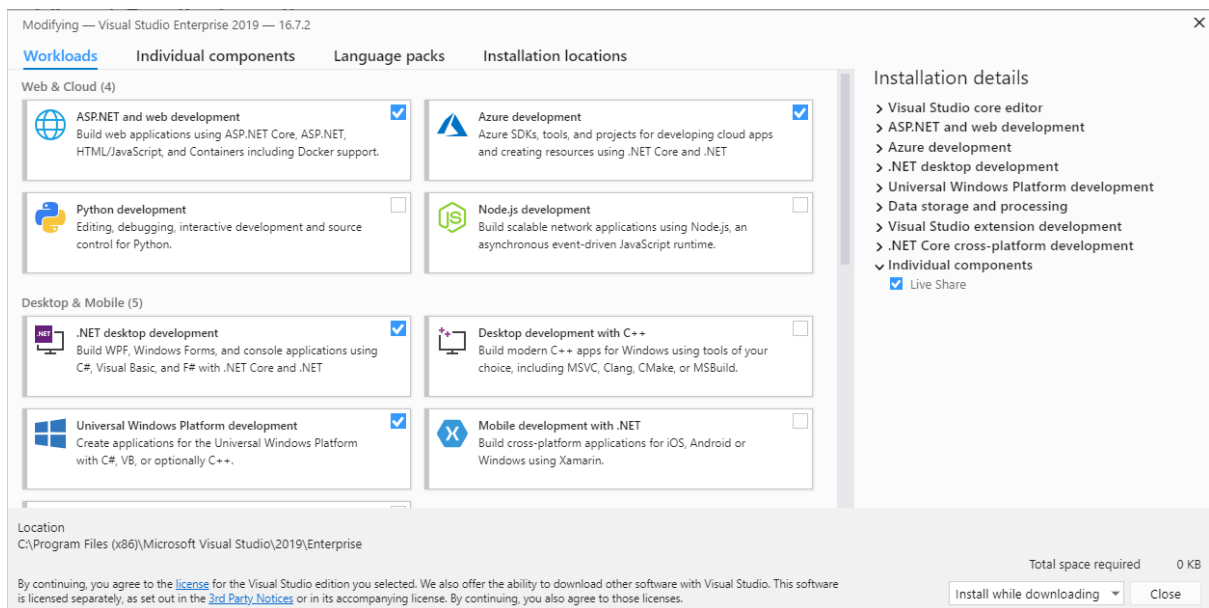 Modifying — Visual Studio Enterprise 2019 — 16.7.2
Workloads
Individual components
Language packs
Installation locations
Web & Cloud (4)
ASP.NET and web development
Build web applications using ASP.NET Core, ASP.NET,
HTML/JavaScript, and Containers including Docker support.
Azure development
Azure SDKs, tools, and projects for developing cloud apps
and creating resources using .NET Core and .NET
Python development
Editing, debugging, interactive development and source
control for Python.
Node.js development
Build scalable network applications using Node.js, an
asynchronous event-driven JavaScript runtime.
Desktop & Mobile (5)
.NET
.NET desktop development
Build WPF, Windows Forms, and console applications using
C#, Visual Basic, and F# with .NET Core and .NET
Desktop development with C++
Build modern C++ apps for Windows using tools of your
choice, including MSVC, Clang, CMake, or MSBuild.
Universal Windows Platform development
Create applications for the Universal Windows Platform
with C#, VB, or optionally C++.
Mobile development with .NET
Build cross-platform applications for iOS, Android or
Windows using Xamarin.
Installation details
Visual Studio core editor
ASP.NET and web development
Azure development
.NET desktop development
Universal Windows Platform development
Data storage and processing
Visual Studio extension development
.NET Core cross-platform development
Individual components
Live Share
Location
C:\Program Files (x86)\Microsoft Visual Studio\2019\Enterprise
By continuing, you agree to the license for the Visual Studio edition you selected. We also offer the ability to download other software with Visual Studio. This software
is licensed separately, as set out in the 3rd Party Notices or in its accompanying license. By continuing, you also agree to those licenses.
Total space required 0 KB
Install while downloading
Close